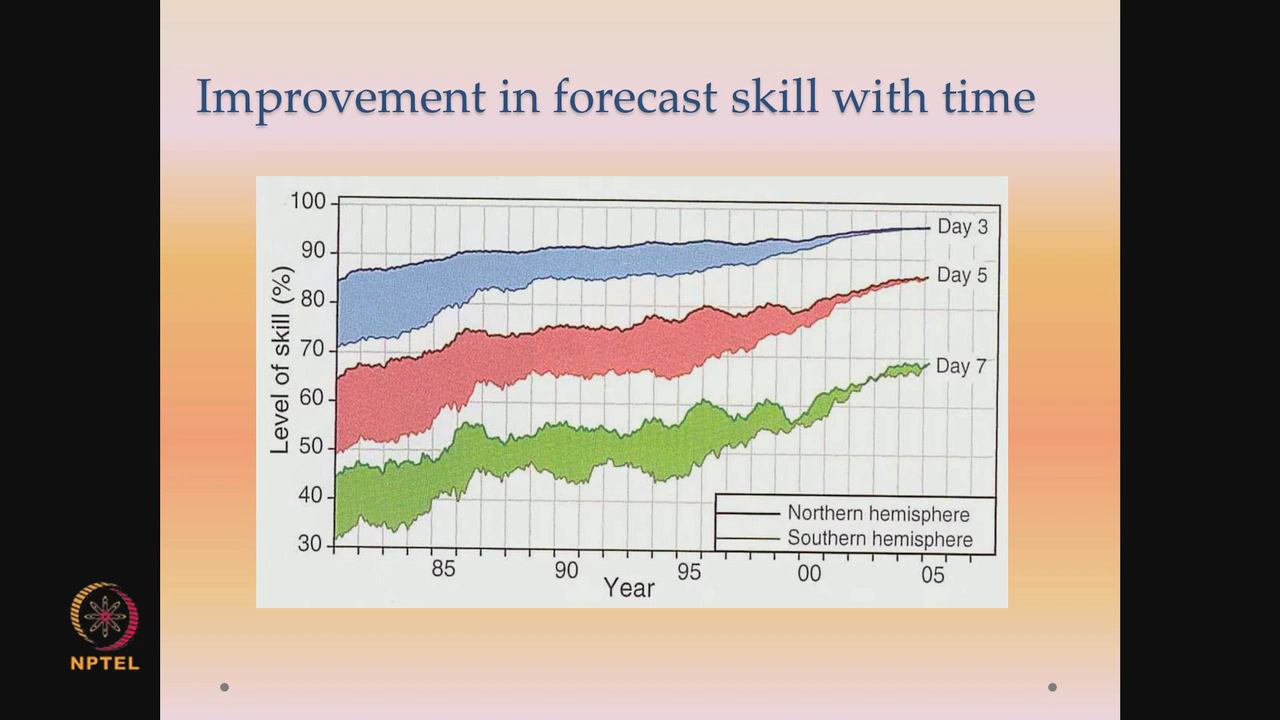 Improvement in forecast skill with time
100
90
80
70
60
50
40
30
Level of skill (%)
Day 3
Day 5
Day 7
Northern hemisphere
Southern hemisphere
85 90 95 00 05
Year
NPTEL